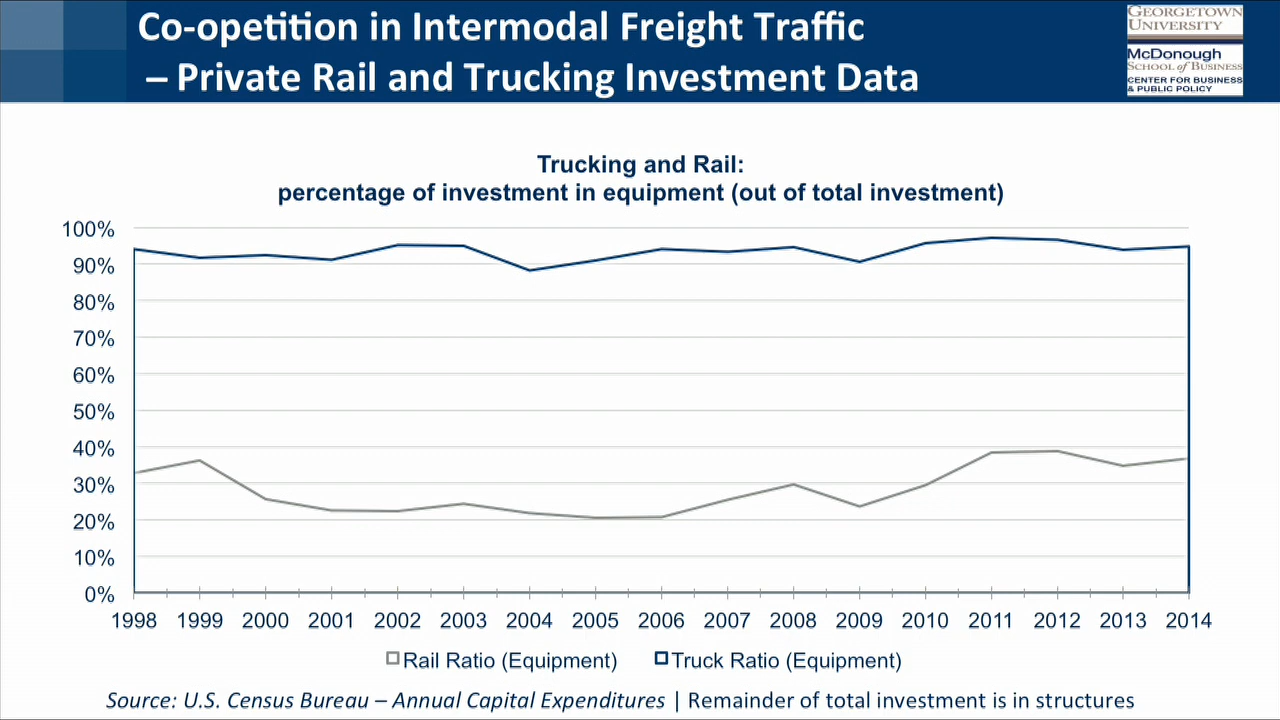 Co-opetition in Intermodal Freight Traffic
– Private Rail and Trucking Investment Data
GEORGETOWN
UNIVERSITY
McDonough
SCHOOL of BUSINESS
CENTER FOR BUSINESS
& PUBLIC POLICY
Trucking and Rail:
percentage of investment in equipment (out of total investment)
100%
90%
80%
70%
60%
50%
40%
30%
20%
10%
0%
1998 1999 2000 2001 2002 2003 2004 2005 2006 2007 2008 2009 2010 2011 2012 2013 2014
Rail Ratio (Equipment) Truck Ratio (Equipment)
Source: U.S. Census Bureau – Annual Capital Expenditures | Remainder of total investment is in structures